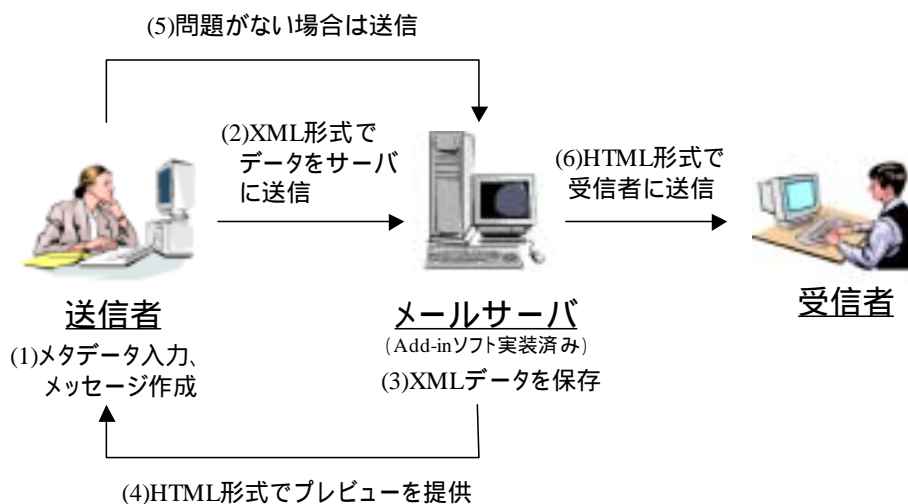 (5)問題がない場合は送信
(2)XML形式で
データをサーバ
に送信
(6)HTML形式で
受信者に送信
送信者
(1)メタデータ入力、
メッセージ作成
メールサーバ
(Add-inソフト実装済み)
(3)XMLデータを保存
受信者
(4)HTML形式でプレビューを提供